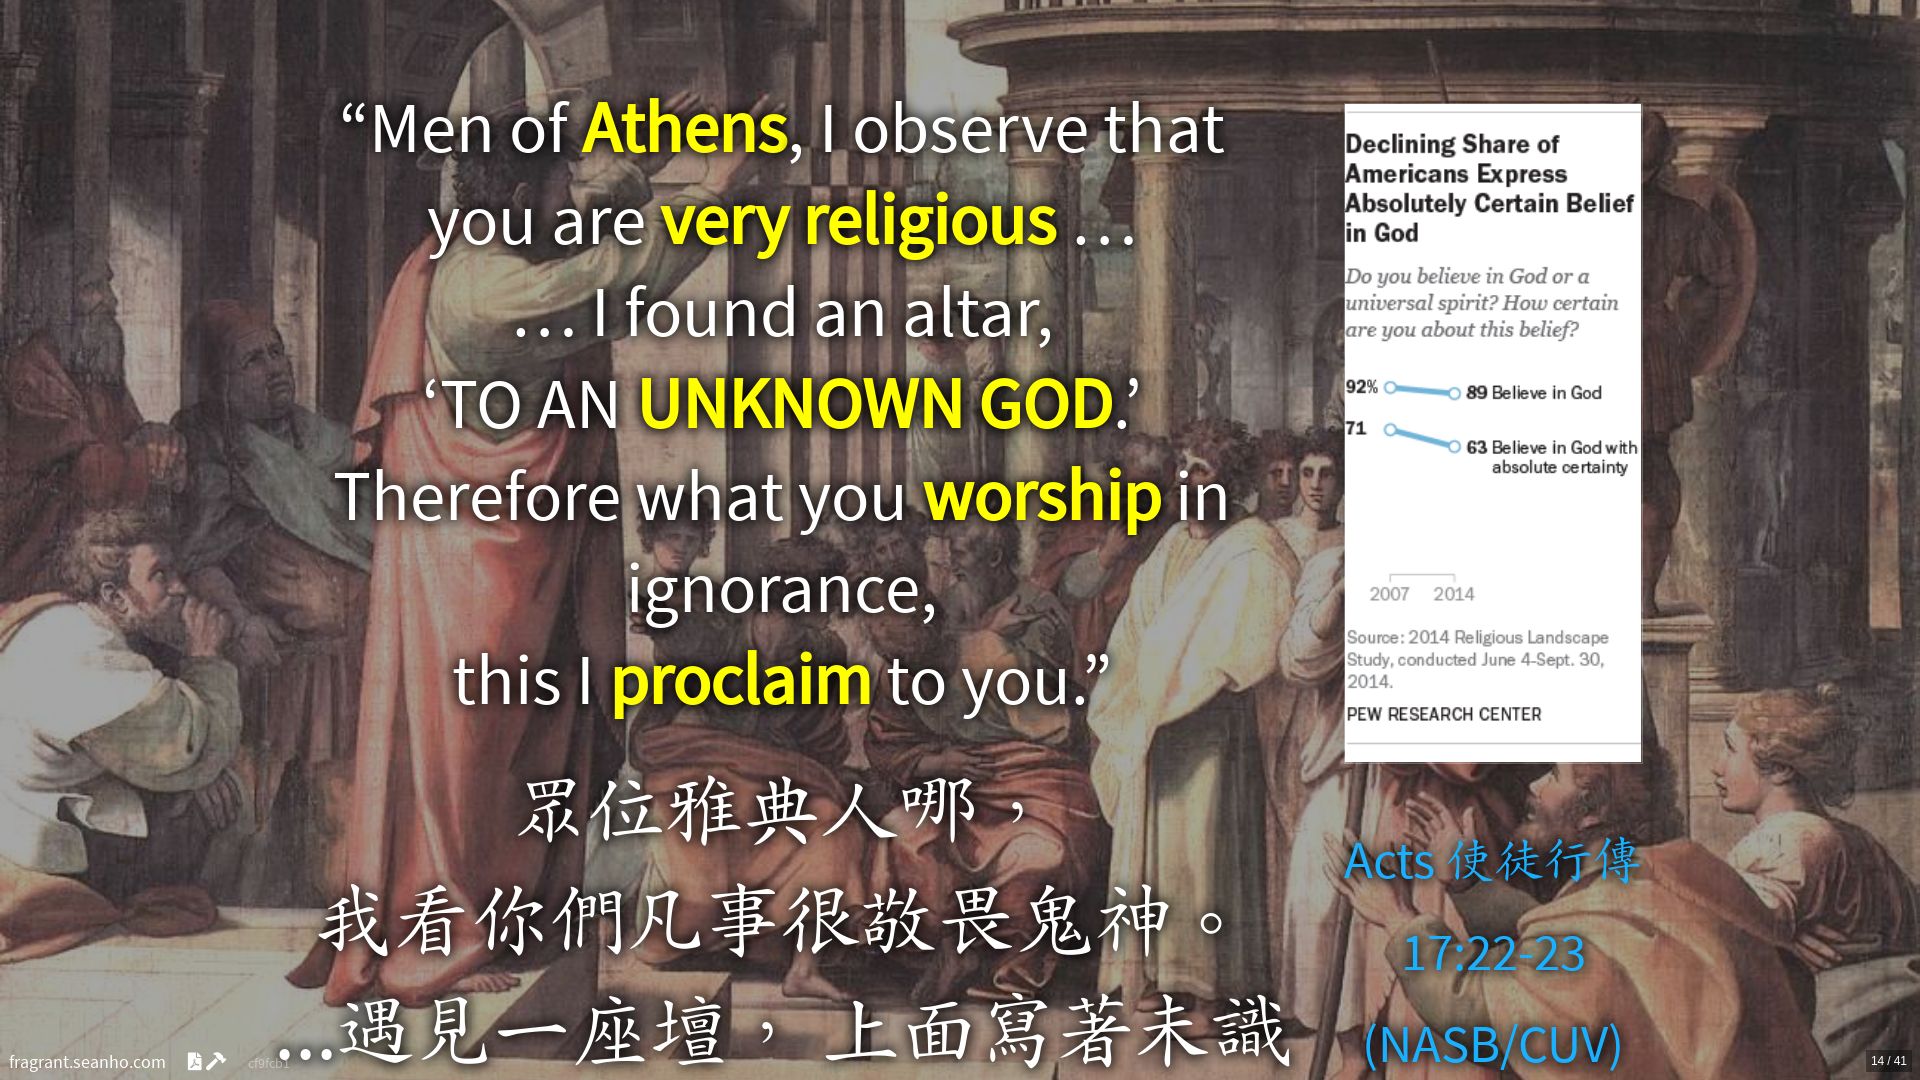 “Men of Athens, I observe that
you are very religious …
… I found an altar,
‘TO AN UNKNOWN GOD.’
Therefore what you worship in
ignorance,
this I proclaim to you.”
眾位雅典人哪，
我看你們凡事很敬畏鬼神。
…遇見一座壇， 上面寫著未識
Declining Share of
Americans Express
Absolutely Certain Belief
in God
Do you believe in God or a
universal spirit? How certain
are you about this belief?
92% 89 Believe in God
71 63 Believe in God with
absolute certainty
2007 2014
Source: 2014 Religious Landscape
Study, conducted June 4-Sept. 30,
2014.
PEW RESEARCH CENTER
Acts 使徒行傳
17:22-23
(NASB/CUV)
fragrant.seanho.com cf9fcb1
14 / 41